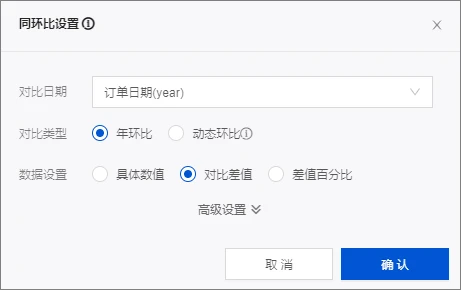 同环比设置
对比日期 订单日期(year)
对比类型 年环比 动态环比
数据设置 具体数值 对比差值 差值百分比
高级设置
取消 确认